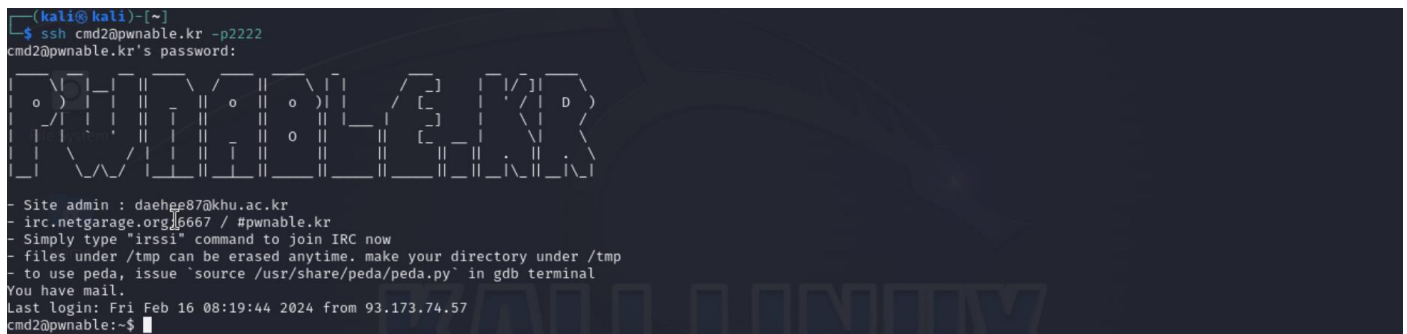 ┌──(kali㉿kali)-[~]
└─$ ssh cmd2@pwnable.kr -p2222
cmd2@pwnable.kr's password:
PWNABLE.KR
- Site admin : daehee87@khu.ac.kr
- irc.netgarage.org:6667 / #pwnable.kr
- Simply type "irssi" command to join IRC now
- files under /tmp can be erased anytime. make your directory under /tmp
- to use peda, issue `source /usr/share/peda/peda.py` in gdb terminal
You have mail.
Last login: Fri Feb 16 08:19:44 2024 from 93.173.74.57
cmd2@pwnable:~$